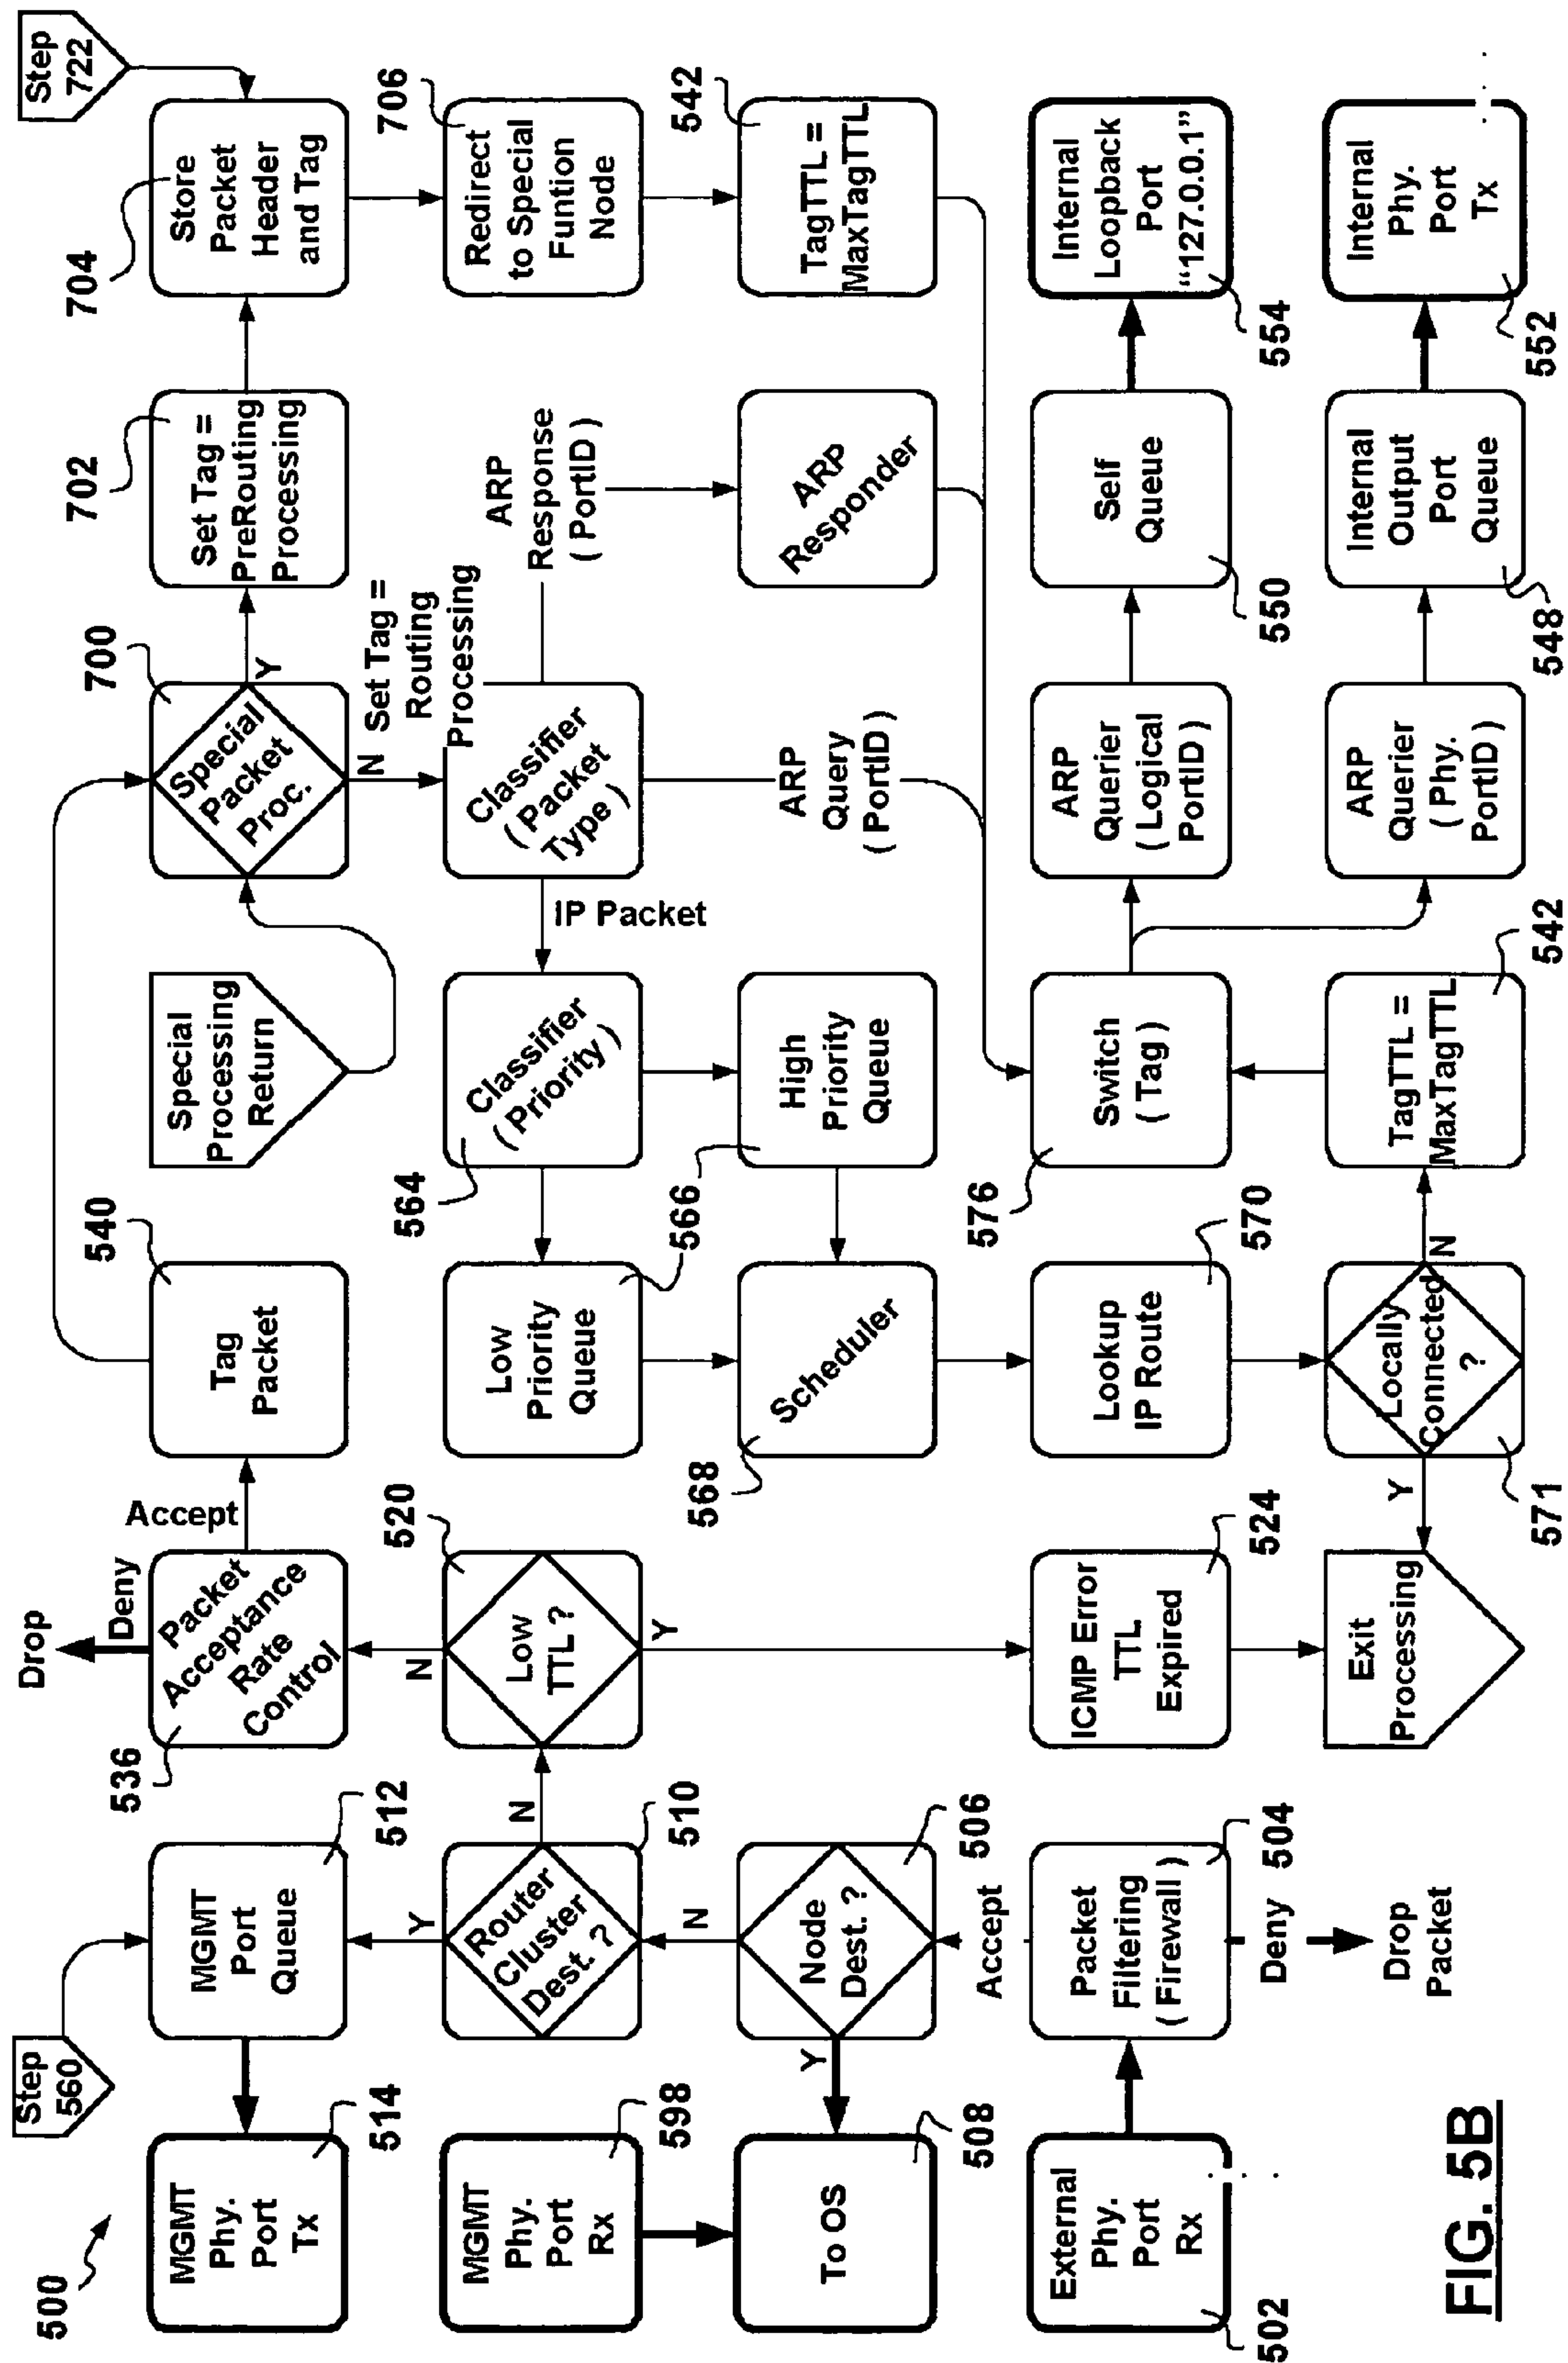 500
MGMT
Phy.
Port
Tx
514
Step
560
MGMT
Port
Queue
512
Drop
Deny
Packet
Acceptance
Rate
Control
536
Accept
Tag
Packet
540
Special
Processing
Return
Special
Packet
Proc.
700
Y
N
Set Tag =
PreRouting
Processing
702
Store
Packet
Header
and Tag
704
Step
722
MGMT
Phy.
Port
Rx
598
Router
Cluster
Dest. ?
510
Y
N
Low
TTL ?
520
N
Y
Low
Priority
Queue
566
Classifier
( Priority )
564
IP Packet
Classifier
( Packet
Type )
Set Tag =
Routing
Processing
ARP
Response
( PortID )
Redirect
to Special
Funtion
Node
706
To OS
508
Node
Dest. ?
506
Y
N
Scheduler
568
High
Priority
Queue
ARP
Query
( PortID )
ARP
Responder
TagTTL =
MaxTagTTL
542
External
Phy.
Port
Rx
502
Packet
Filtering
( Firewall )
504
Accept
Deny
Drop
Packet
ICMP Error
TTL
Expired
524
Lookup
IP Route
570
Switch
( Tag )
576
ARP
Querier
( Logical
PortID )
Self
Queue
550
Internal
Loopback
Port
“127.0.0.1”
554
Exit
Processing
Locally
Connected
?
571
Y
N
TagTTL =
MaxTagTTL
542
ARP
Querier
( Phy.
PortID )
Internal
Output
Port
Queue
548
Internal
Phy.
Port
Tx
552
FIG. 5B